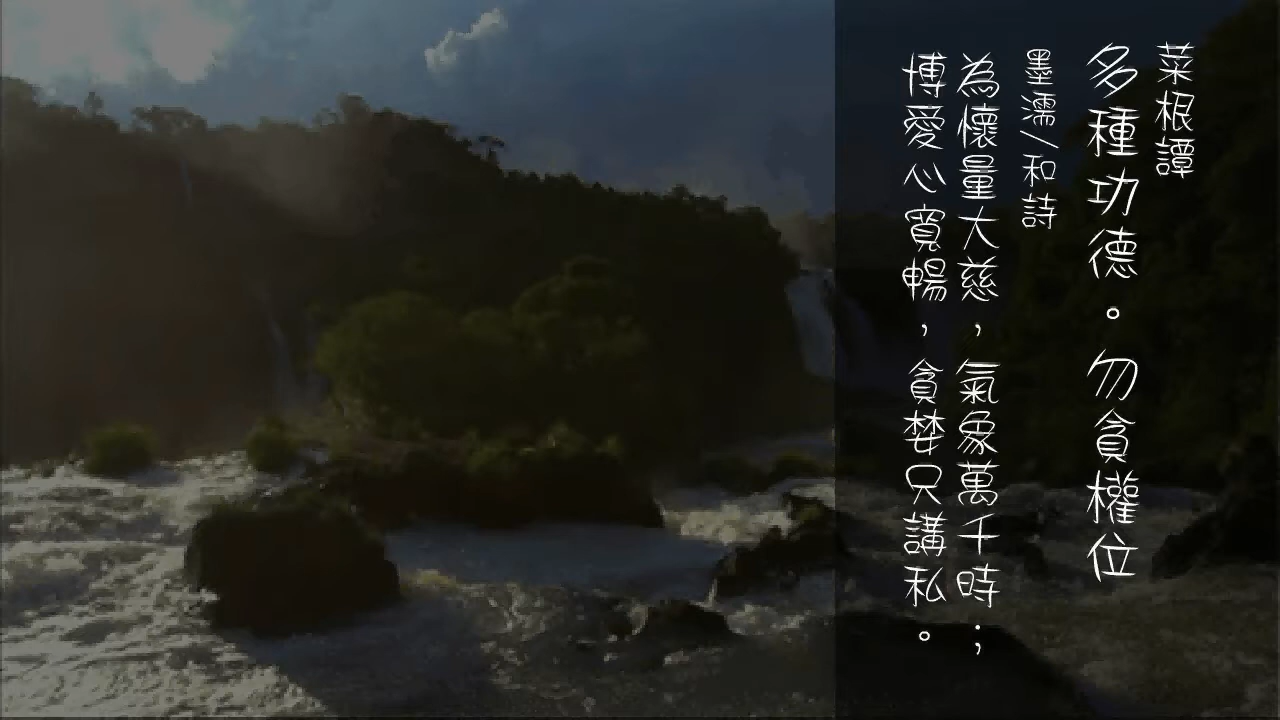 菜根譚
多種功德。勿貪權位
墨濡/和詩
為懷量大慈，氣象萬千時；
博愛心寬暢，貪婪只講私。